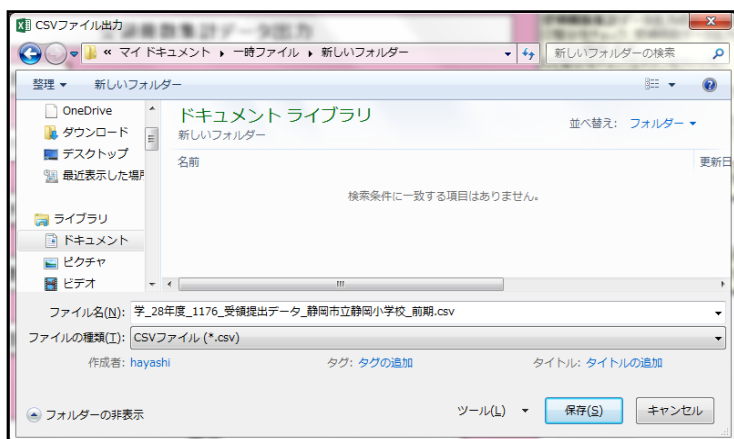 CSVファイル出力
« マイ ドキュメント ▸ 一時ファイル ▸ 新しいフォルダー
新しいフォルダーの検索
整理 ▼ 新しいフォルダー
OneDrive
ダウンロード
デスクトップ
最近表示した場所
ライブラリ
ドキュメント
ピクチャ
ビデオ
ドキュメント ライブラリ
新しいフォルダー
並べ替え: フォルダー ▼
名前
更新日
検索条件に一致する項目はありません。
ファイル名(N): 学_28年度_1176_受領提出データ_静岡市立静岡小学校_前期.csv
ファイルの種類(T): CSVファイル (*.csv)
作成者: hayashi
タグ: タグの追加
タイトル: タイトルの追加
フォルダーの非表示
ツール(L) ▼
保存(S)
キャンセル